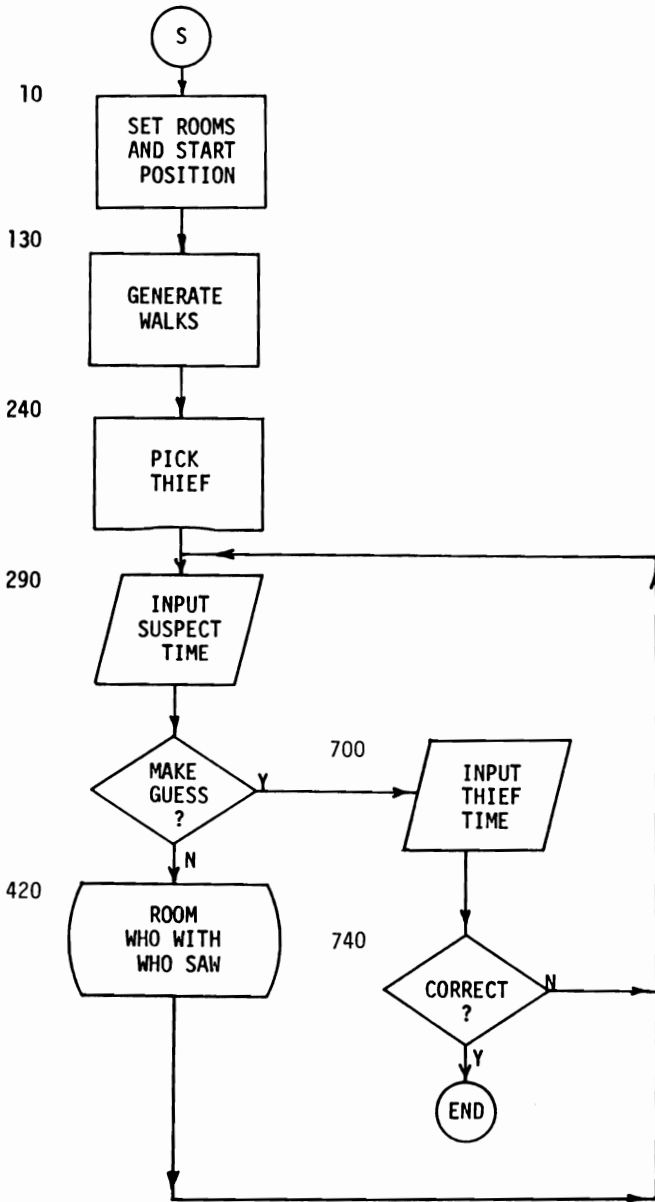 S
10
SET ROOMS
AND START
POSITION
130
GENERATE
WALKS
240
PICK
THIEF
290
INPUT
SUSPECT
TIME
MAKE
GUESS
?
Y
N
700
INPUT
THIEF
TIME
420
ROOM
WHO WITH
WHO SAW
740
CORRECT
?
N
Y
END